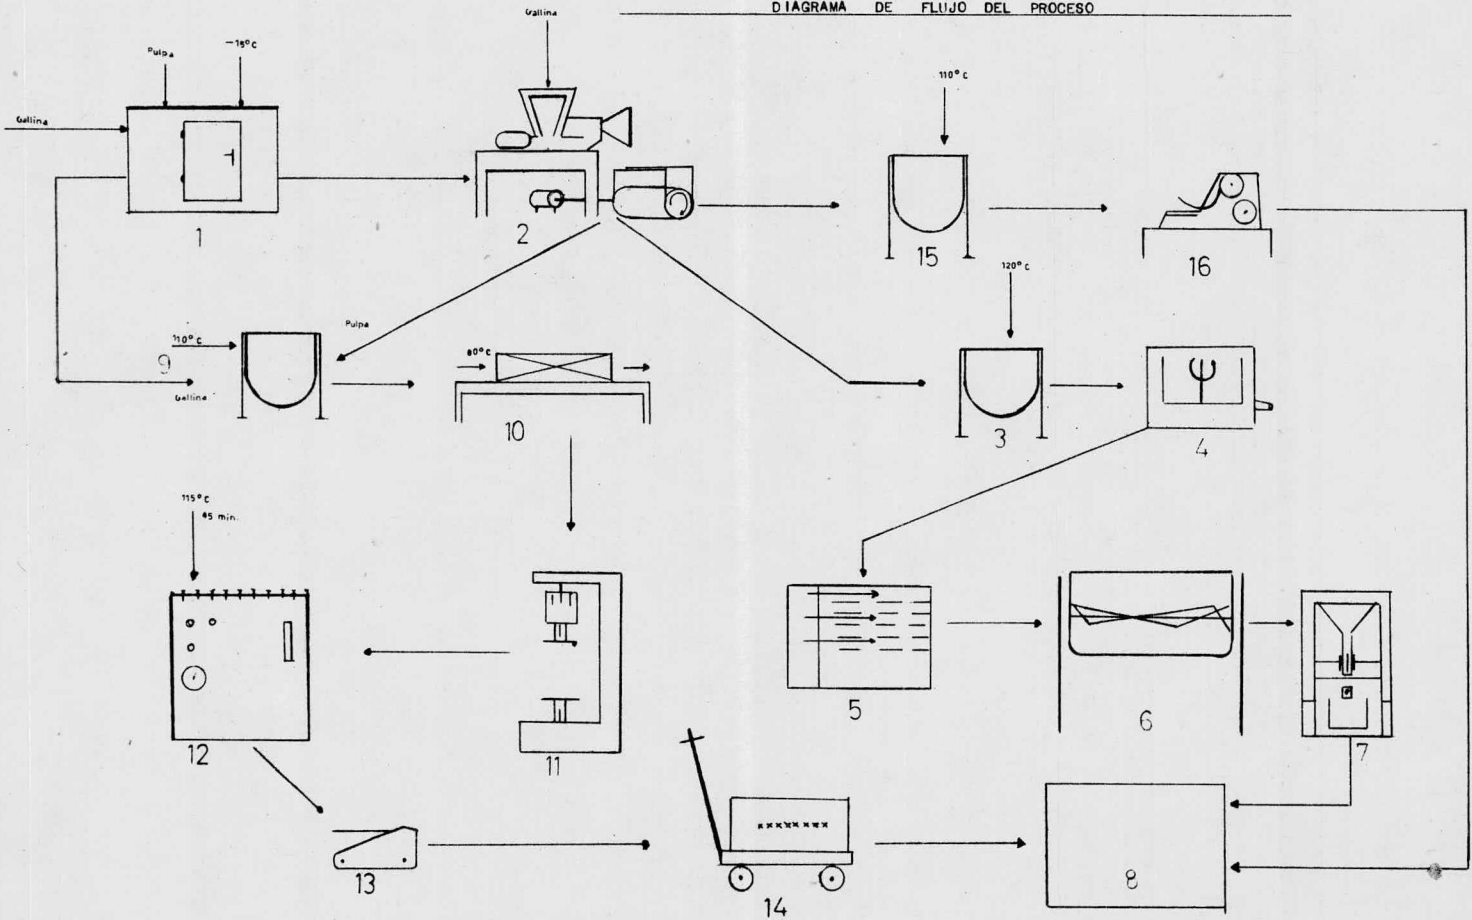 DIAGRAMA DE FLUJO DEL PROCESO
Gallina
Pulpa
-15°C
Gallina
110°C
1
2
15
16
120°C
110°C
9
Gallina
Pulpa
80°C
10
3
4
115°C
45 min.
12
11
5
6
7
13
14
8